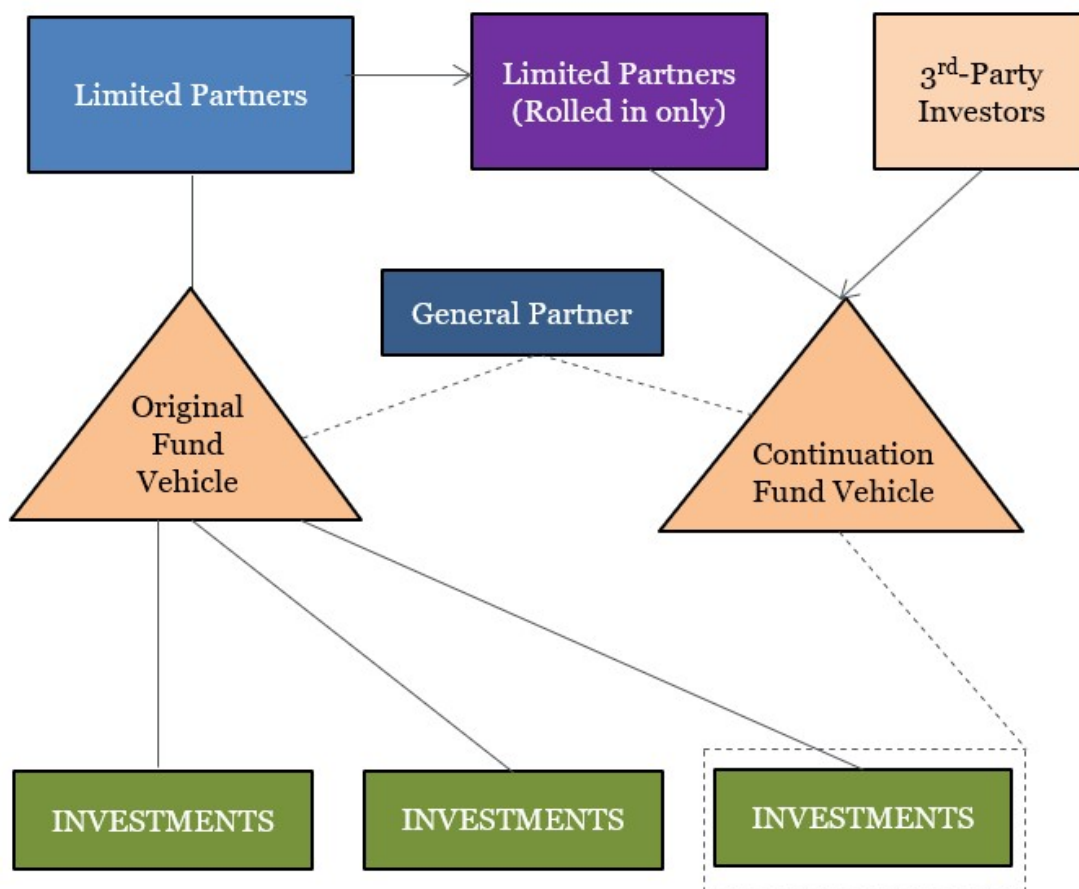 Limited Partners
Limited Partners
(Rolled in only)
3rd-Party
Investors
General Partner
Original
Fund
Vehicle
Continuation
Fund Vehicle
INVESTMENTS
INVESTMENTS
INVESTMENTS